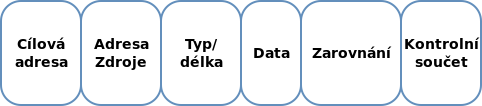 Cílová
adresa
Adresa
Zdroje
Typ/
délka
Data
Zarovnání
Kontrolní
součet